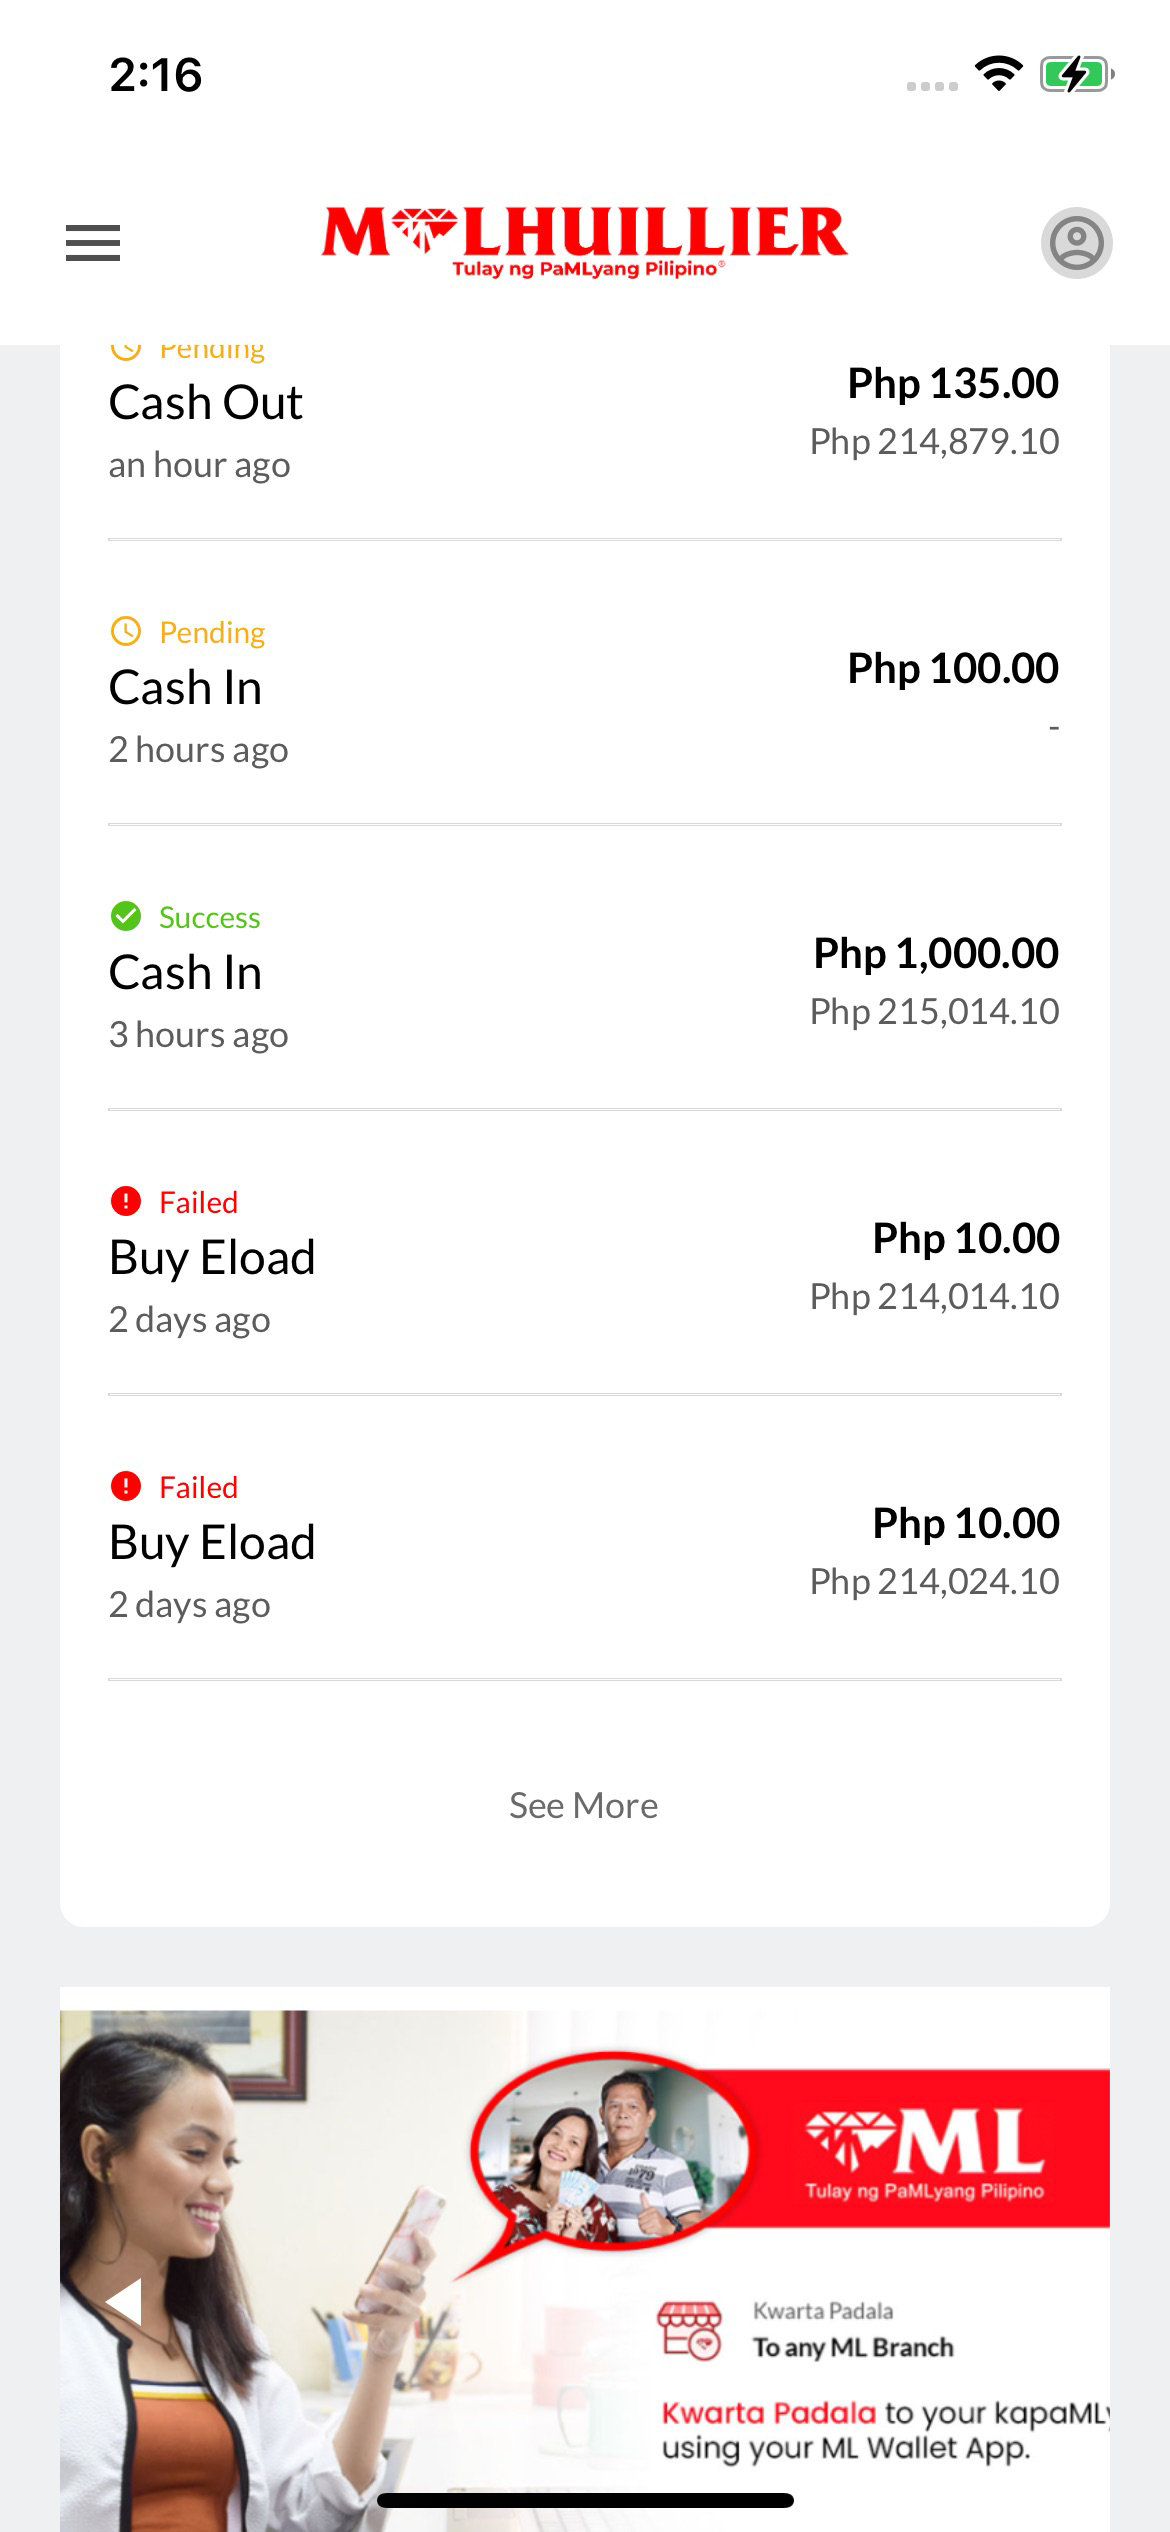 2:16
M LHUILLIER
Tulay ng PaMLyang Pilipino®
Pending
Cash Out
Php 135.00
Php 214,879.10
an hour ago
Pending
Cash In
Php 100.00
-
2 hours ago
Success
Cash In
Php 1,000.00
Php 215,014.10
3 hours ago
Failed
Buy Eload
Php 10.00
Php 214,014.10
2 days ago
Failed
Buy Eload
Php 10.00
Php 214,024.10
2 days ago
See More
ML
Tulay ng PaMLyang Pilipino
1979
Kwarta Padala
To any ML Branch
Kwarta Padala to your kapaMLy
using your ML Wallet App.